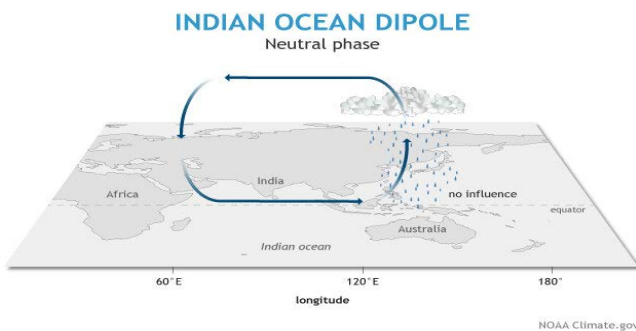 INDIAN OCEAN DIPOLE
Neutral phase
India
Africa
no influence
equator
Australia
Indian ocean
60°E
120°E
180°
longitude
NOAA Climate.gov